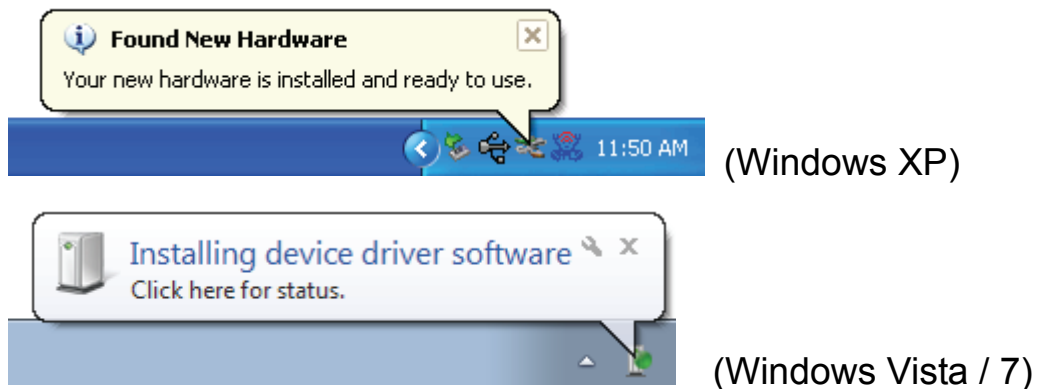 Found New Hardware
Your new hardware is installed and ready to use.
11:50 AM
(Windows XP)
Installing device driver software
Click here for status.
(Windows Vista / 7)